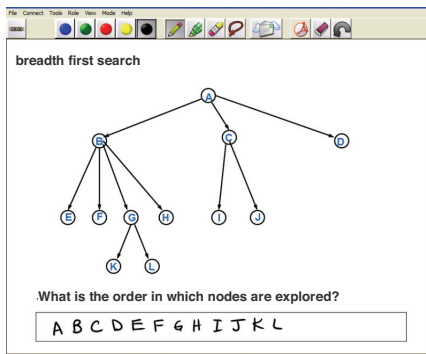 File Connect Tools Role View Mode Help
breadth first search
A
B C D
E F G H I J
K L
What is the order in which nodes are explored?
A B C D E F G H I J K L